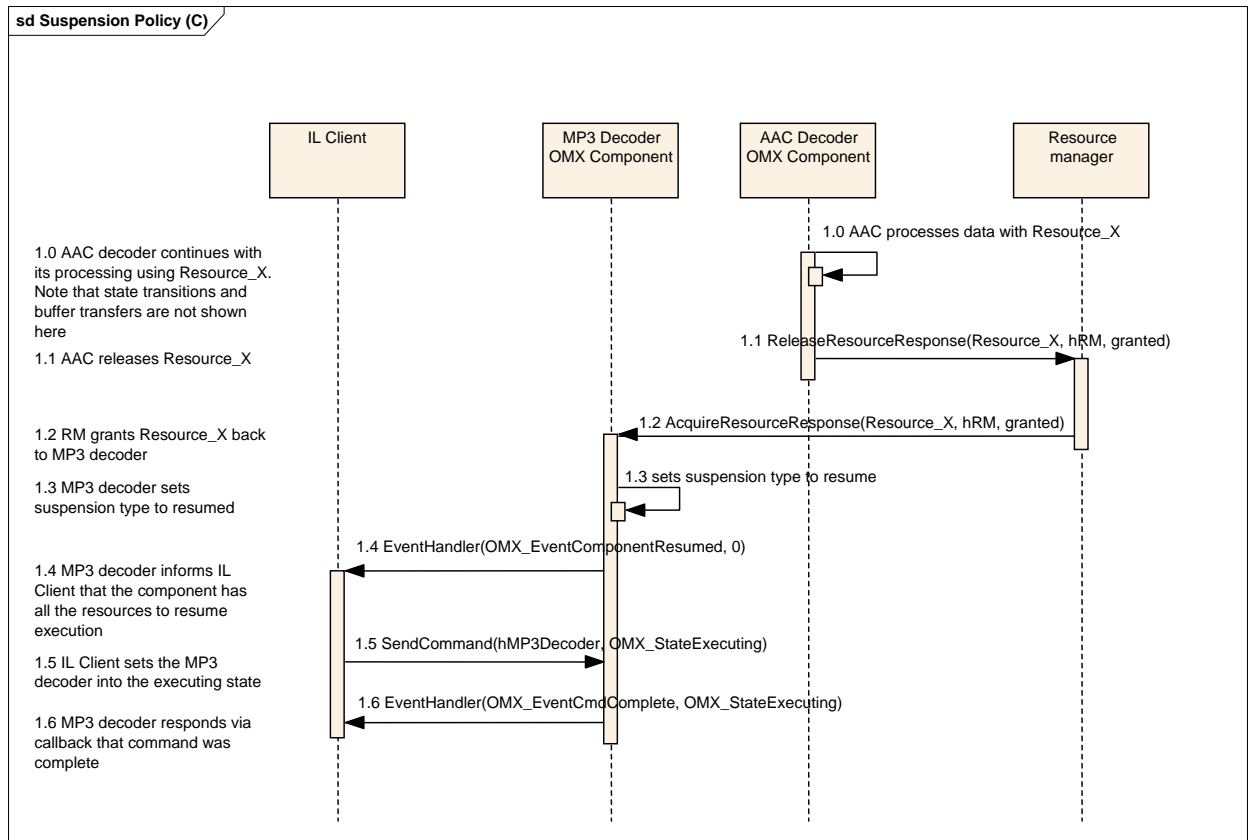 sd Suspension Policy (C)
IL Client
MP3 Decoder
OMX Component
AAC Decoder
OMX Component
Resource
manager
1.0 AAC processes data with Resource_X
1.0 AAC decoder continues with
its processing using Resource_X.
Note that state transitions and
buffer transfers are not shown
here
1.1 ReleaseResourceResponse(Resource_X, hRM, granted)
1.1 AAC releases Resource_X
1.2 AcquireResourceResponse(Resource_X, hRM, granted)
1.2 RM grants Resource_X back
to MP3 decoder
1.3 sets suspension type to resume
1.3 MP3 decoder sets
suspension type to resumed
1.4 EventHandler(OMX_EventComponentResumed, 0)
1.4 MP3 decoder informs IL
Client that the component has
all the resources to resume
execution
1.5 SendCommand(hMP3Decoder, OMX_StateExecuting)
1.5 IL Client sets the MP3
decoder into the executing state
1.6 EventHandler(OMX_EventCmdComplete, OMX_StateExecuting)
1.6 MP3 decoder responds via
callback that command was
complete